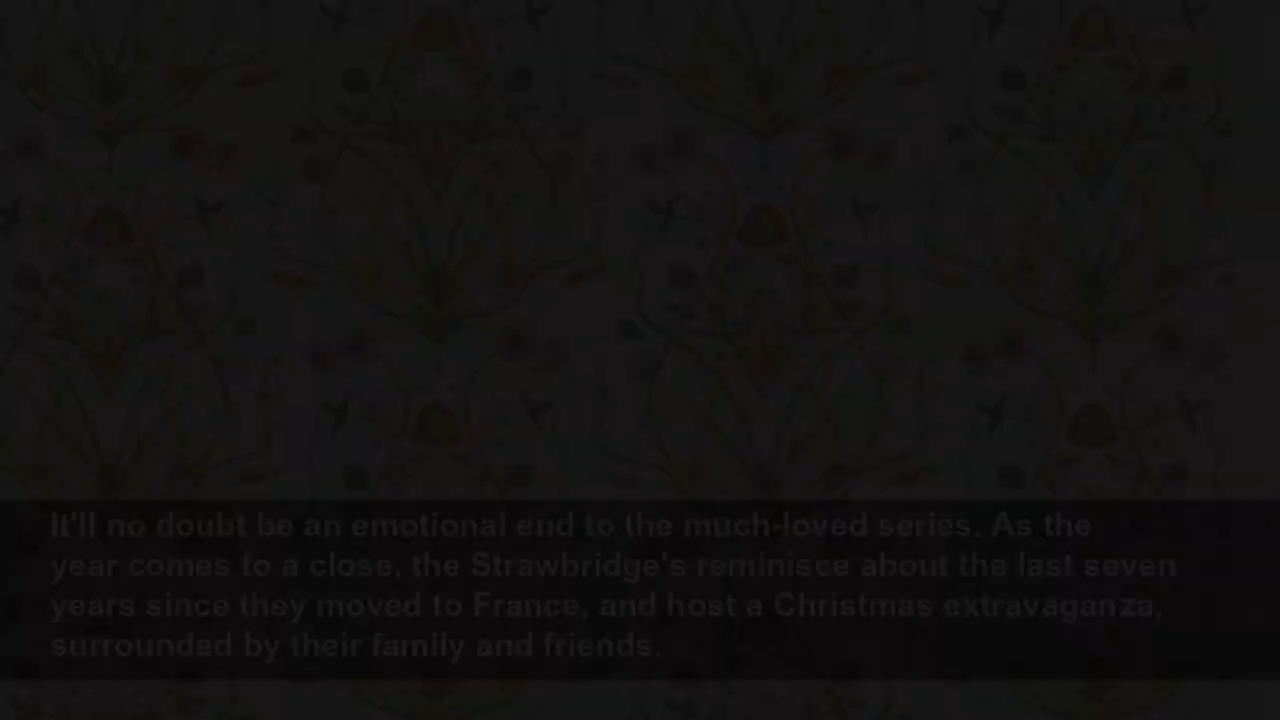 It'll no doubt be an emotional end to the much-loved series. As the
year comes to a close, the Strawbridge's reminisce about the last seven
years since they moved to France, and host a Christmas extravaganza,
surrounded by their family and friends.